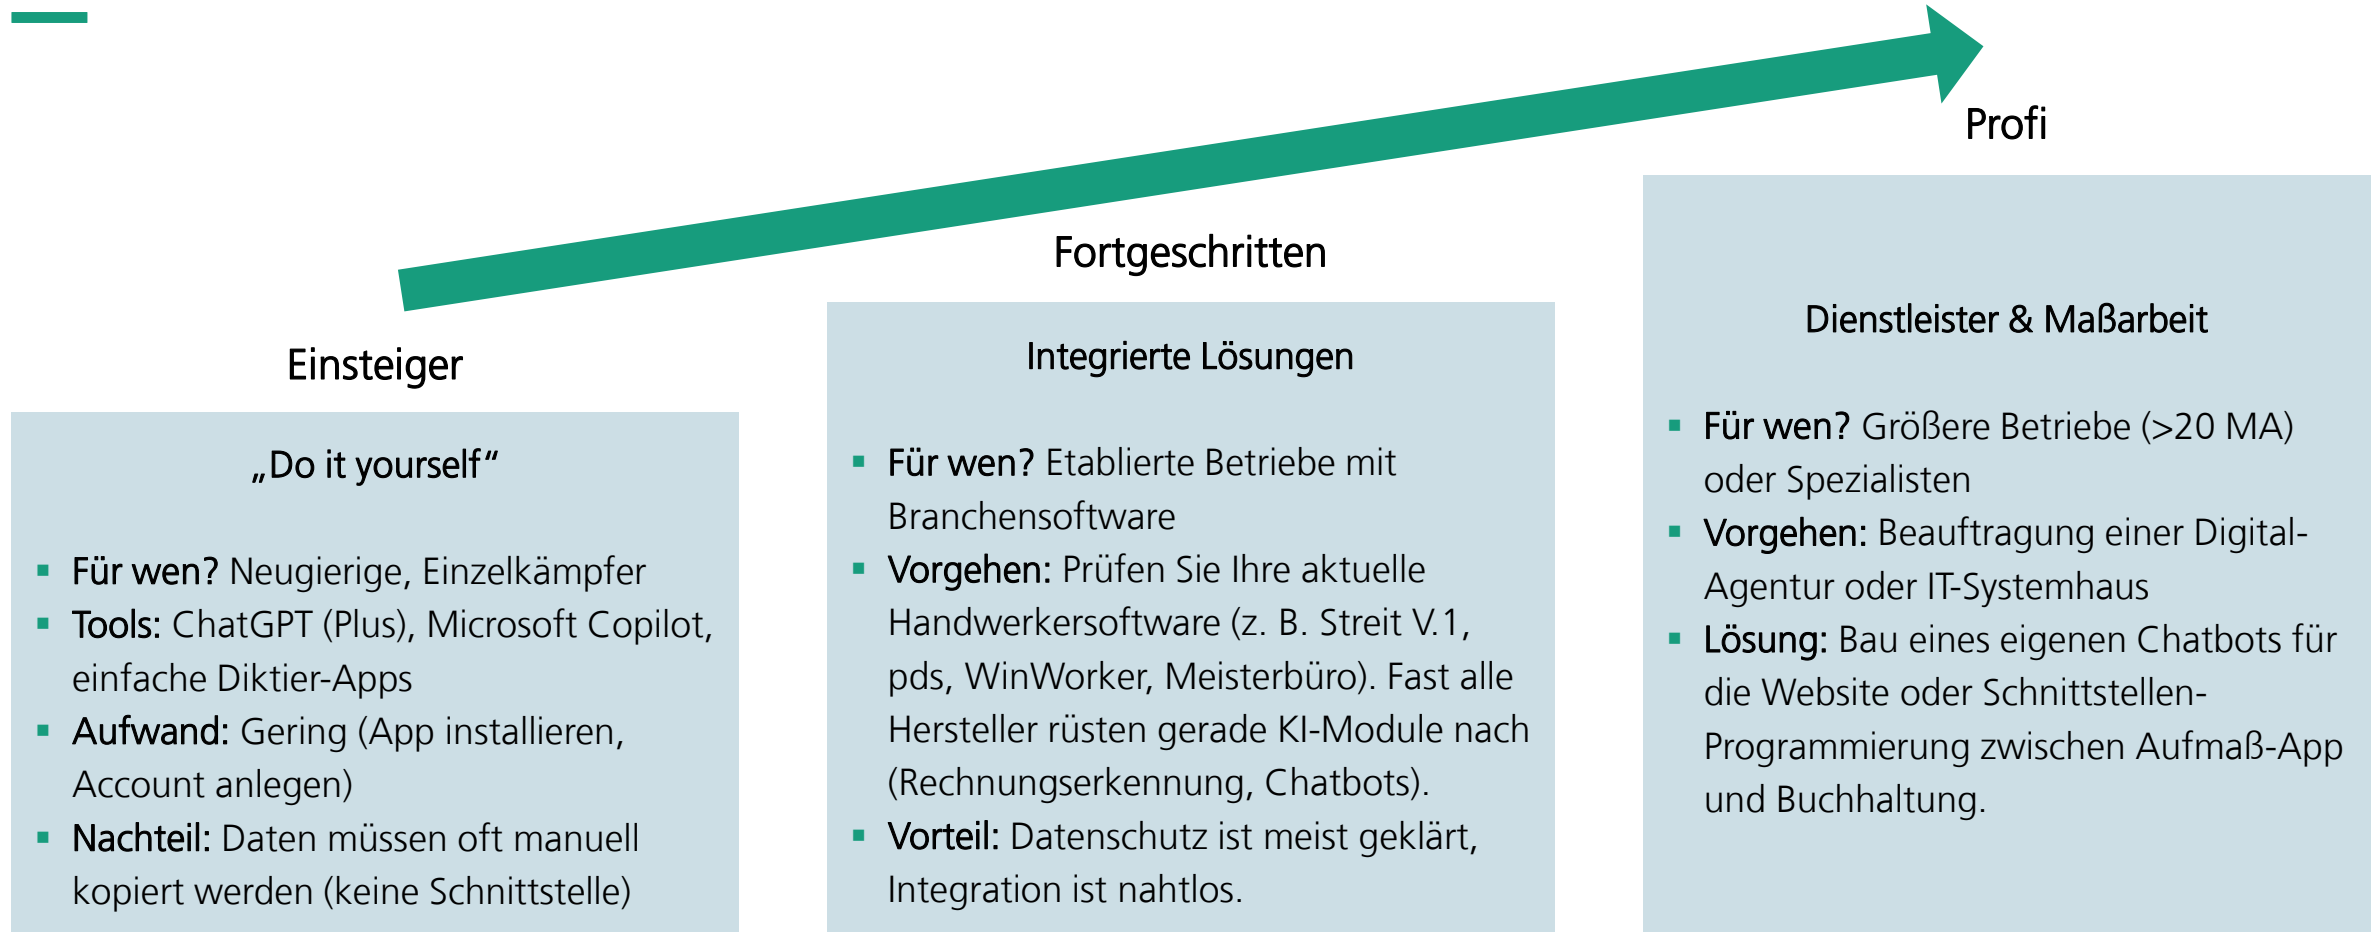 Einsteiger
„Do it yourself“
Für wen? Neugierige, Einzelkämpfer
Tools: ChatGPT (Plus), Microsoft Copilot,
einfache Diktier-Apps
Aufwand: Gering (App installieren,
Account anlegen)
Nachteil: Daten müssen oft manuell
kopiert werden (keine Schnittstelle)
Fortgeschritten
Integrierte Lösungen
Für wen? Etablierte Betriebe mit
Branchensoftware
Vorgehen: Prüfen Sie Ihre aktuelle
Handwerkersoftware (z. B. Streit V.1,
pds, WinWorker, Meisterbüro). Fast alle
Hersteller rüsten gerade KI-Module nach
(Rechnungserkennung, Chatbots).
Vorteil: Datenschutz ist meist geklärt,
Integration ist nahtlos.
Profi
Dienstleister & Maßarbeit
Für wen? Größere Betriebe (>20 MA)
oder Spezialisten
Vorgehen: Beauftragung einer Digital-
Agentur oder IT-Systemhaus
Lösung: Bau eines eigenen Chatbots für
die Website oder Schnittstellen-
Programmierung zwischen Aufmaß-App
und Buchhaltung.